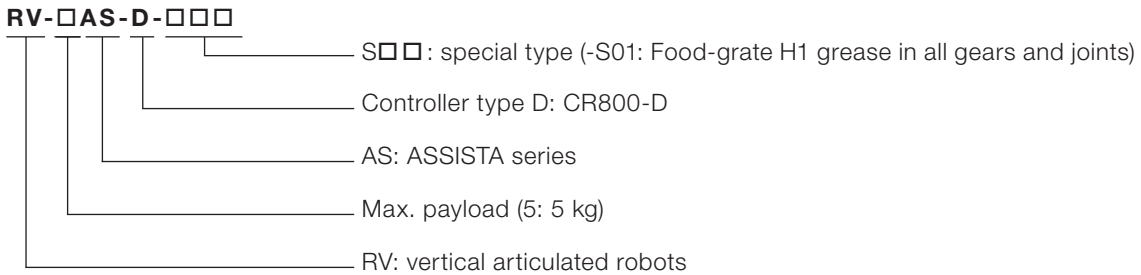 RV-□AS-D-□□□
S□□: special type (-S01: Food-grate H1 grease in all gears and joints)
Controller type D: CR800-D
AS: ASSISTA series
Max. payload (5: 5 kg)
RV: vertical articulated robots